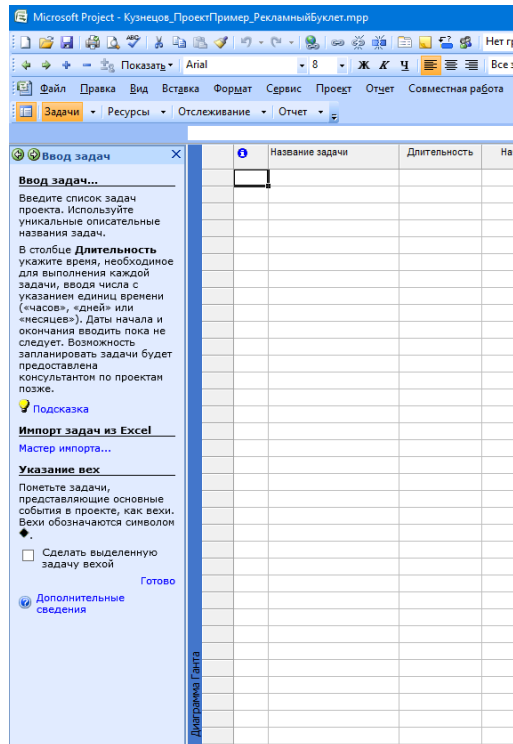 Microsoft Project - Кузнецов_ПроектПример_РекламныйБуклет.mpp
Нет гр
Показать Arial 8 Ж К Ч Все з
Файл Правка Вид Вставка Формат Сервис Проект Отчет Совместная работа
Задачи Ресурсы Отслеживание Отчет
Ввод задач
Название задачи Длительность На
Ввод задач...
Введите список задач
проекта. Используйте
уникальные описательные
названия задач.
В столбце Длительность
укажите время, необходимое
для выполнения каждой
задачи, вводя числа с
указанием единиц времени
(«часов», «дней» или
«месяцев»). Даты начала и
окончания вводить пока не
следует. Возможность
запланировать задачи будет
предоставлена
консультантом по проектам
позже.
Подсказка
Импорт задач из Excel
Мастер импорта...
Указание вех
Пометьте задачи,
представляющие основные
события в проекте, как вехи.
Вехи обозначаются символом
◆.
Сделать выделенную
задачу вехой
Готово
Дополнительные
сведения
Диаграмма Ганта